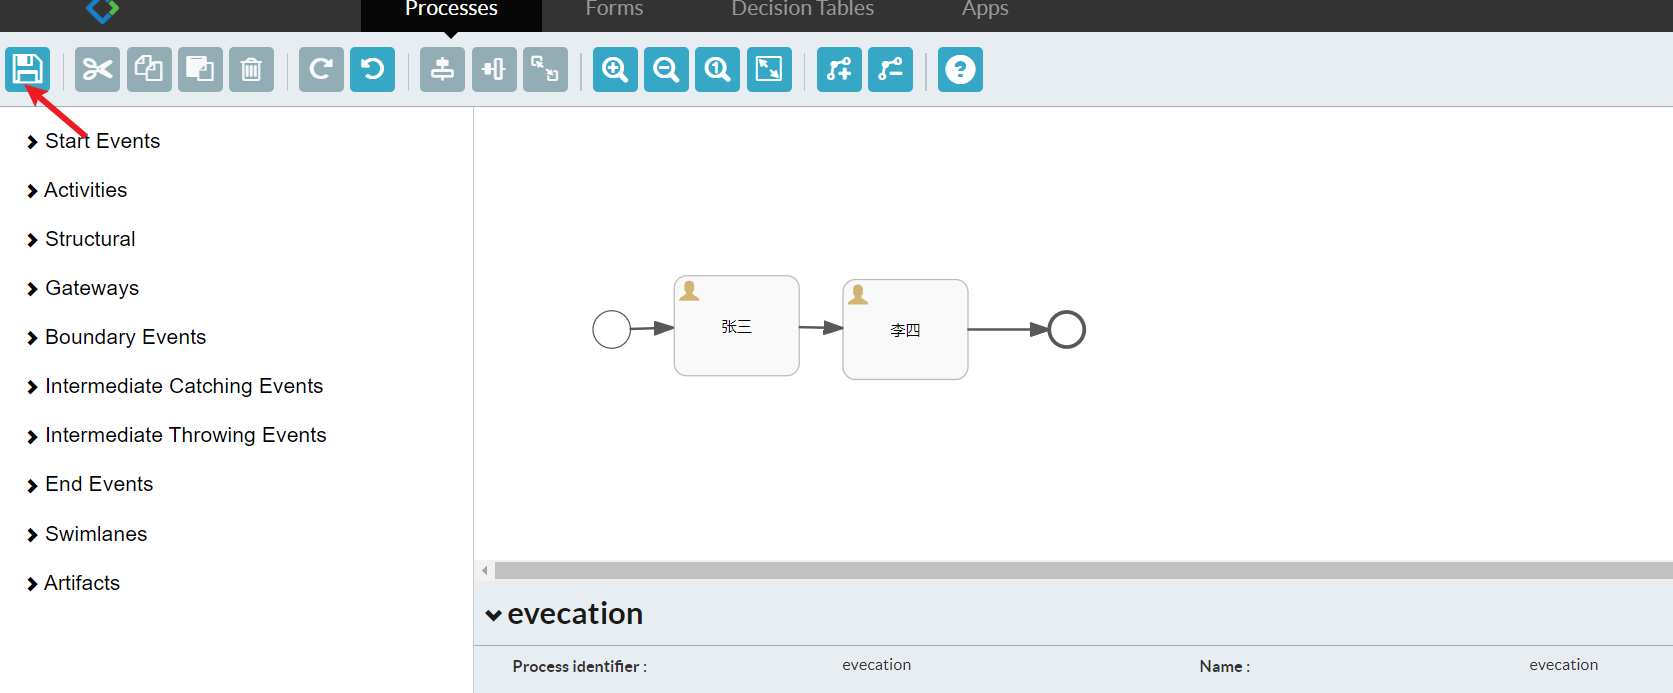 Processes Forms Decision Tables Apps
Start Events
Activities
Structural
Gateways
Boundary Events
Intermediate Catching Events
Intermediate Throwing Events
End Events
Swimlanes
Artifacts
张三
李四
evecation
Process identifier : evecation Name : evecation